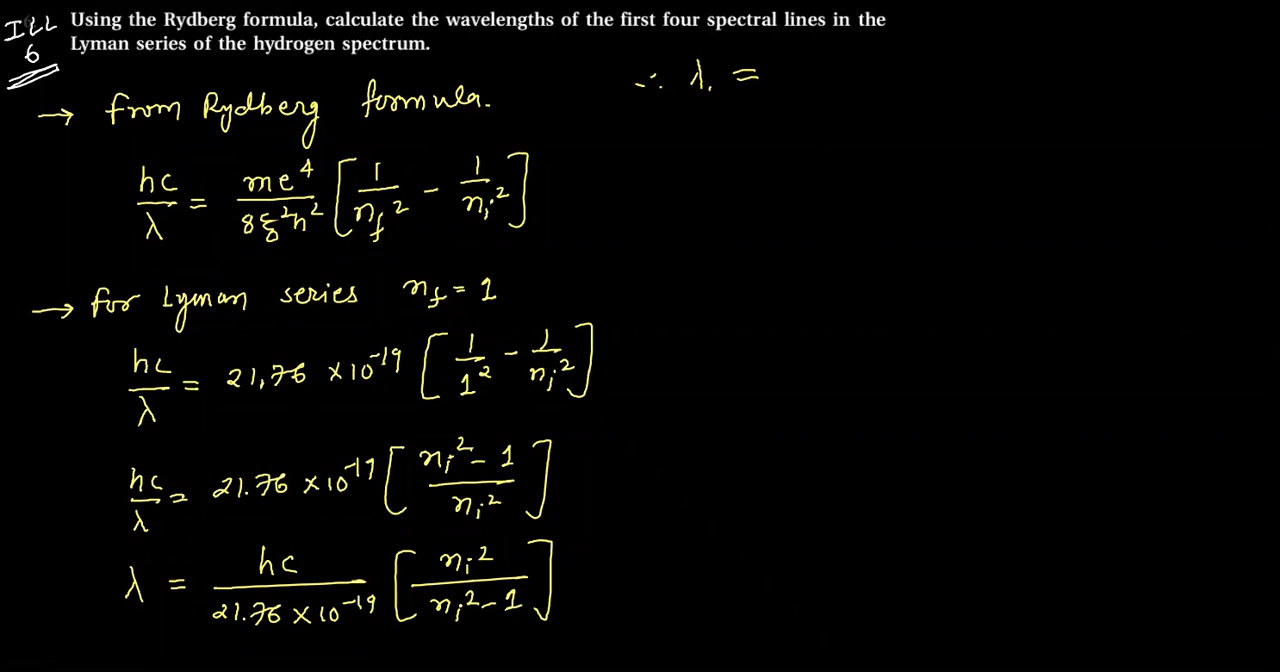 ILL
6
Using the Rydberg formula, calculate the wavelengths of the first four spectral lines in the
Lyman series of the hydrogen spectrum.
→ from Rydberg formula.
hc/λ = me⁴/8ε₀²h² [1/n_f² - 1/n_i²]
→ for Lyman series n_f = 1
hc/λ = 21.76 × 10⁻¹⁹ [1/1² - 1/n_i²]
hc/λ = 21.76 × 10⁻¹⁹ [n_i² - 1/n_i²]
λ = hc/21.76 × 10⁻¹⁹ [n_i²/n_i² - 1]
∴ λ. =